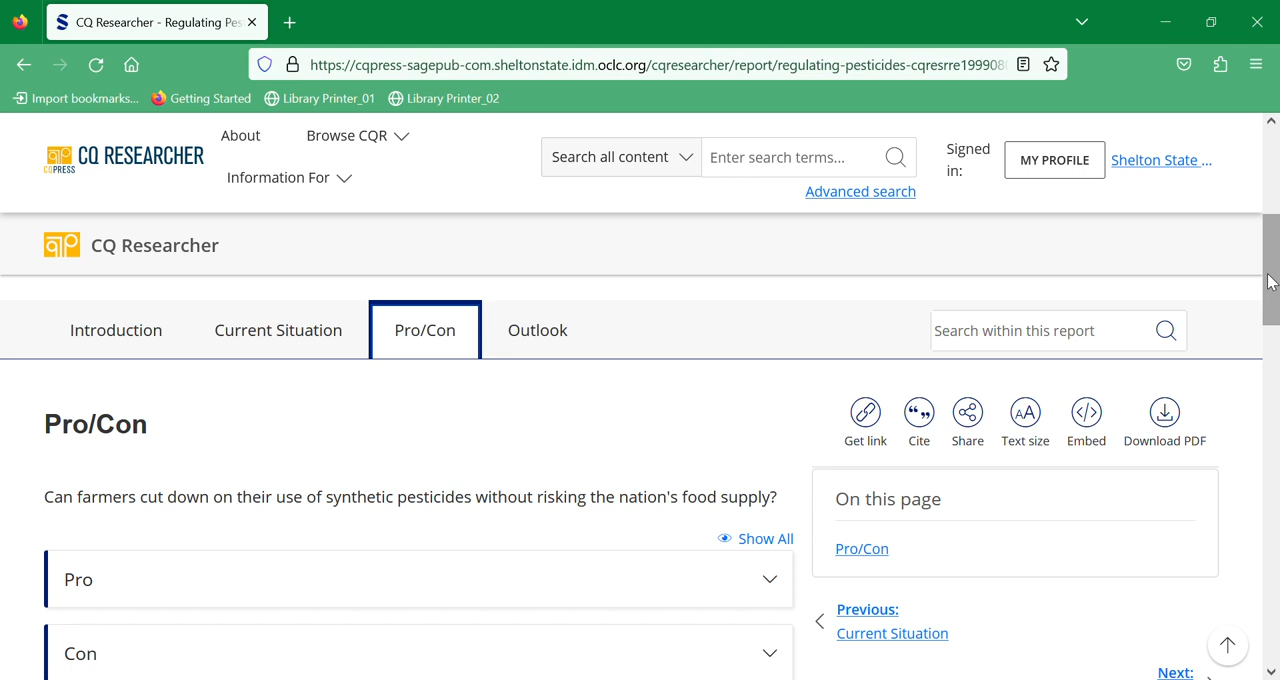 CQ Researcher - Regulating Pes
https://cqpress-sagepub-com.sheltonstate.idm.oclc.org/cqresearcher/report/regulating-pesticides-cqresrre199908
Import bookmarks... Getting Started Library Printer_01 Library Printer_02
CQPRESS CQ RESEARCHER
About Browse CQR
Information For
Search all content Enter search terms...
Advanced search
Signed in: MY PROFILE Shelton State ...
CQ Researcher
Introduction Current Situation Pro/Con Outlook Search within this report
Pro/Con
Get link Cite Share Text size Embed Download PDF
Can farmers cut down on their use of synthetic pesticides without risking the nation's food supply?
Show All
Pro
Con
On this page
Pro/Con
Previous:
Current Situation
Next: